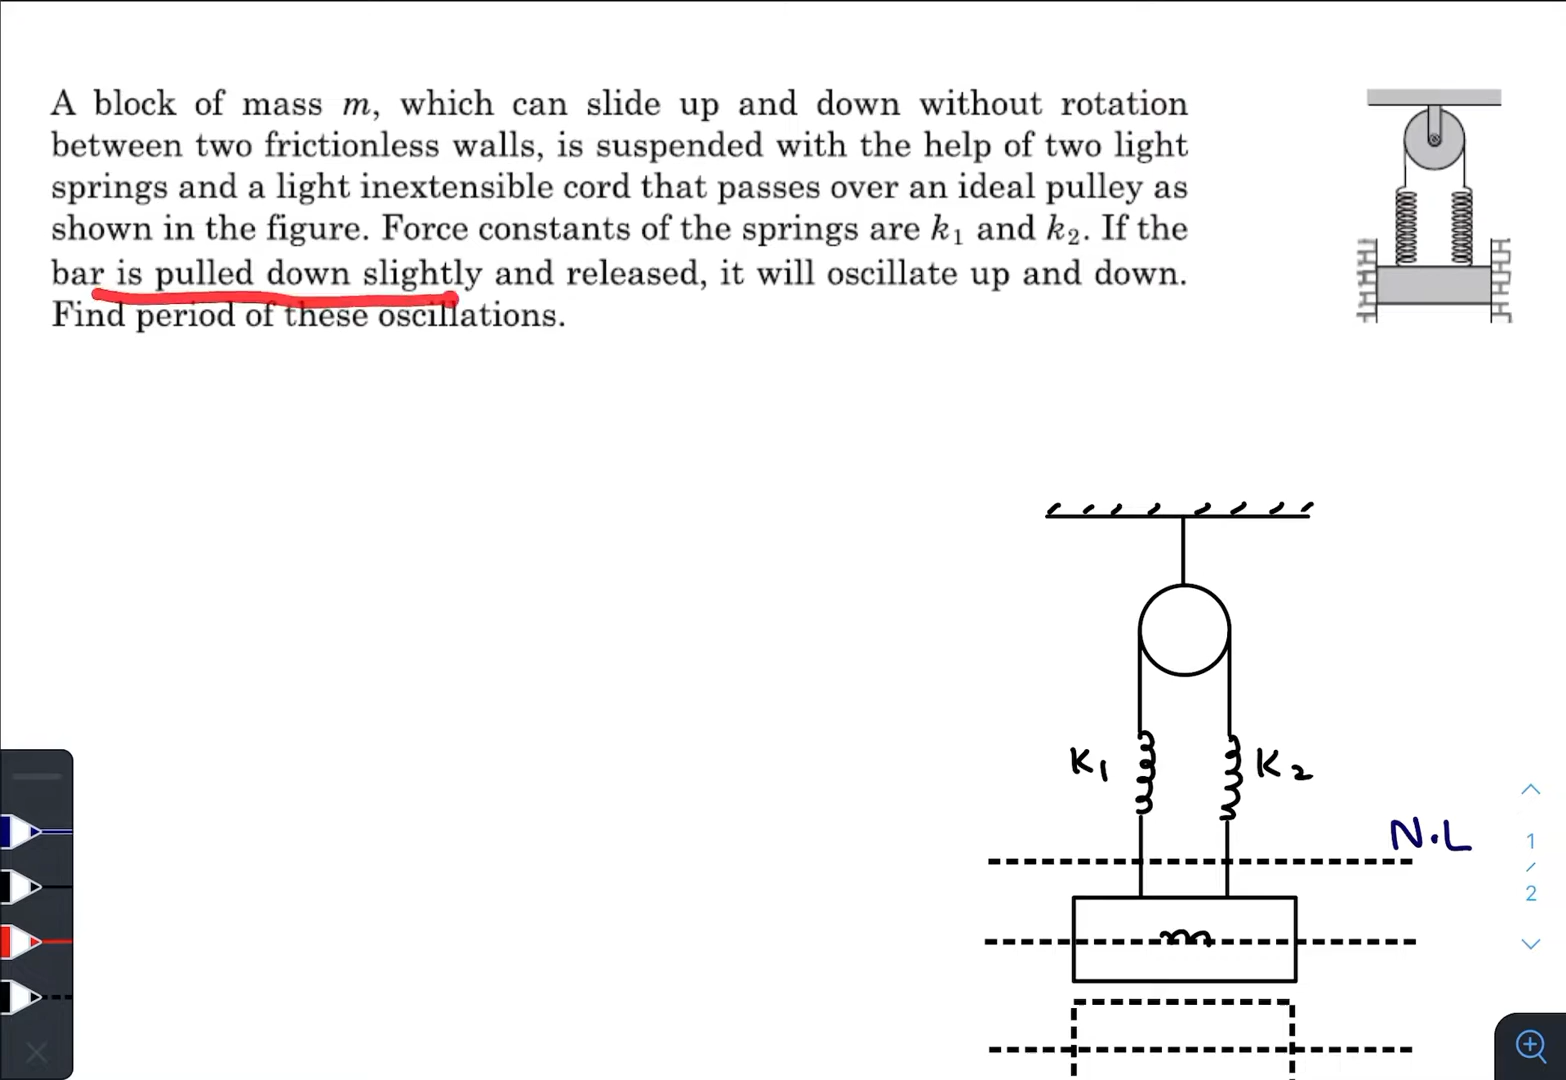 A block of mass m, which can slide up and down without rotation
between two frictionless walls, is suspended with the help of two light
springs and a light inextensible cord that passes over an ideal pulley as
shown in the figure. Force constants of the springs are k₁ and k₂. If the
bar is pulled down slightly and released, it will oscillate up and down.
Find period of these oscillations.
K₁ K₂
N.L
m
1
/
2